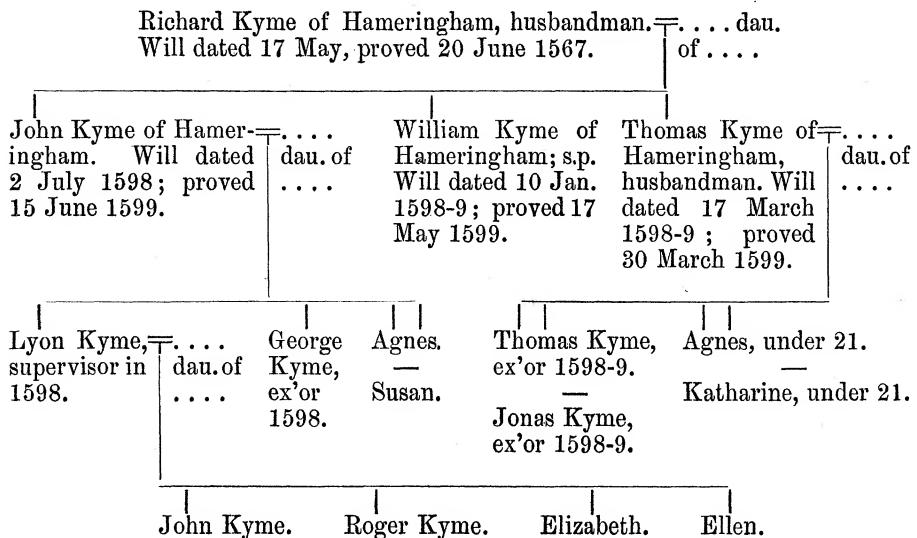 Richard Kyme of Hameringham, husbandman.=.... dau.
Will dated 17 May, proved 20 June 1567. of ....
John Kyme of Hamer-=....
ingham. Will dated dau. of
2 July 1598; proved ....
15 June 1599.
William Kyme of
Hameringham; s.p.
Will dated 10 Jan.
1598-9; proved 17
May 1599.
Thomas Kyme of=....
Hameringham, dau. of
husbandman. Will ....
dated 17 March
1598-9; proved
30 March 1599.
Lyon Kyme,=....
supervisor in dau. of
1598. ....
George
Kyme,
ex'or
1598.
Agnes.
—
Susan.
Thomas Kyme,
ex'or 1598-9.
—
Jonas Kyme,
ex'or 1598-9.
Agnes, under 21.
—
Katharine, under 21.
John Kyme. Roger Kyme. Elizabeth. Ellen.